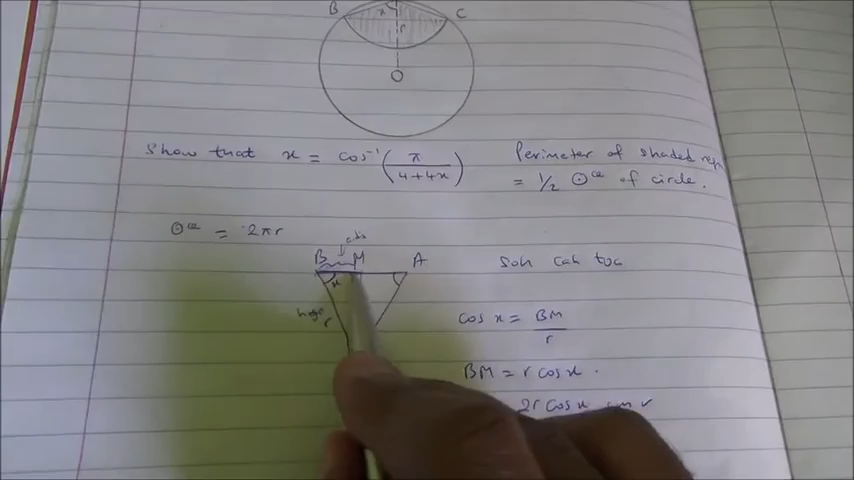 B x C
r
O
Show that x = cos⁻¹(π/(4+4x)) Perimeter of shaded
= 1/2 ⊙ce of circle.
⊙ce = 2πr
B M A
x
r
Soh Cah toa
cos x = BM/r
BM = r cos x .
2r cos x